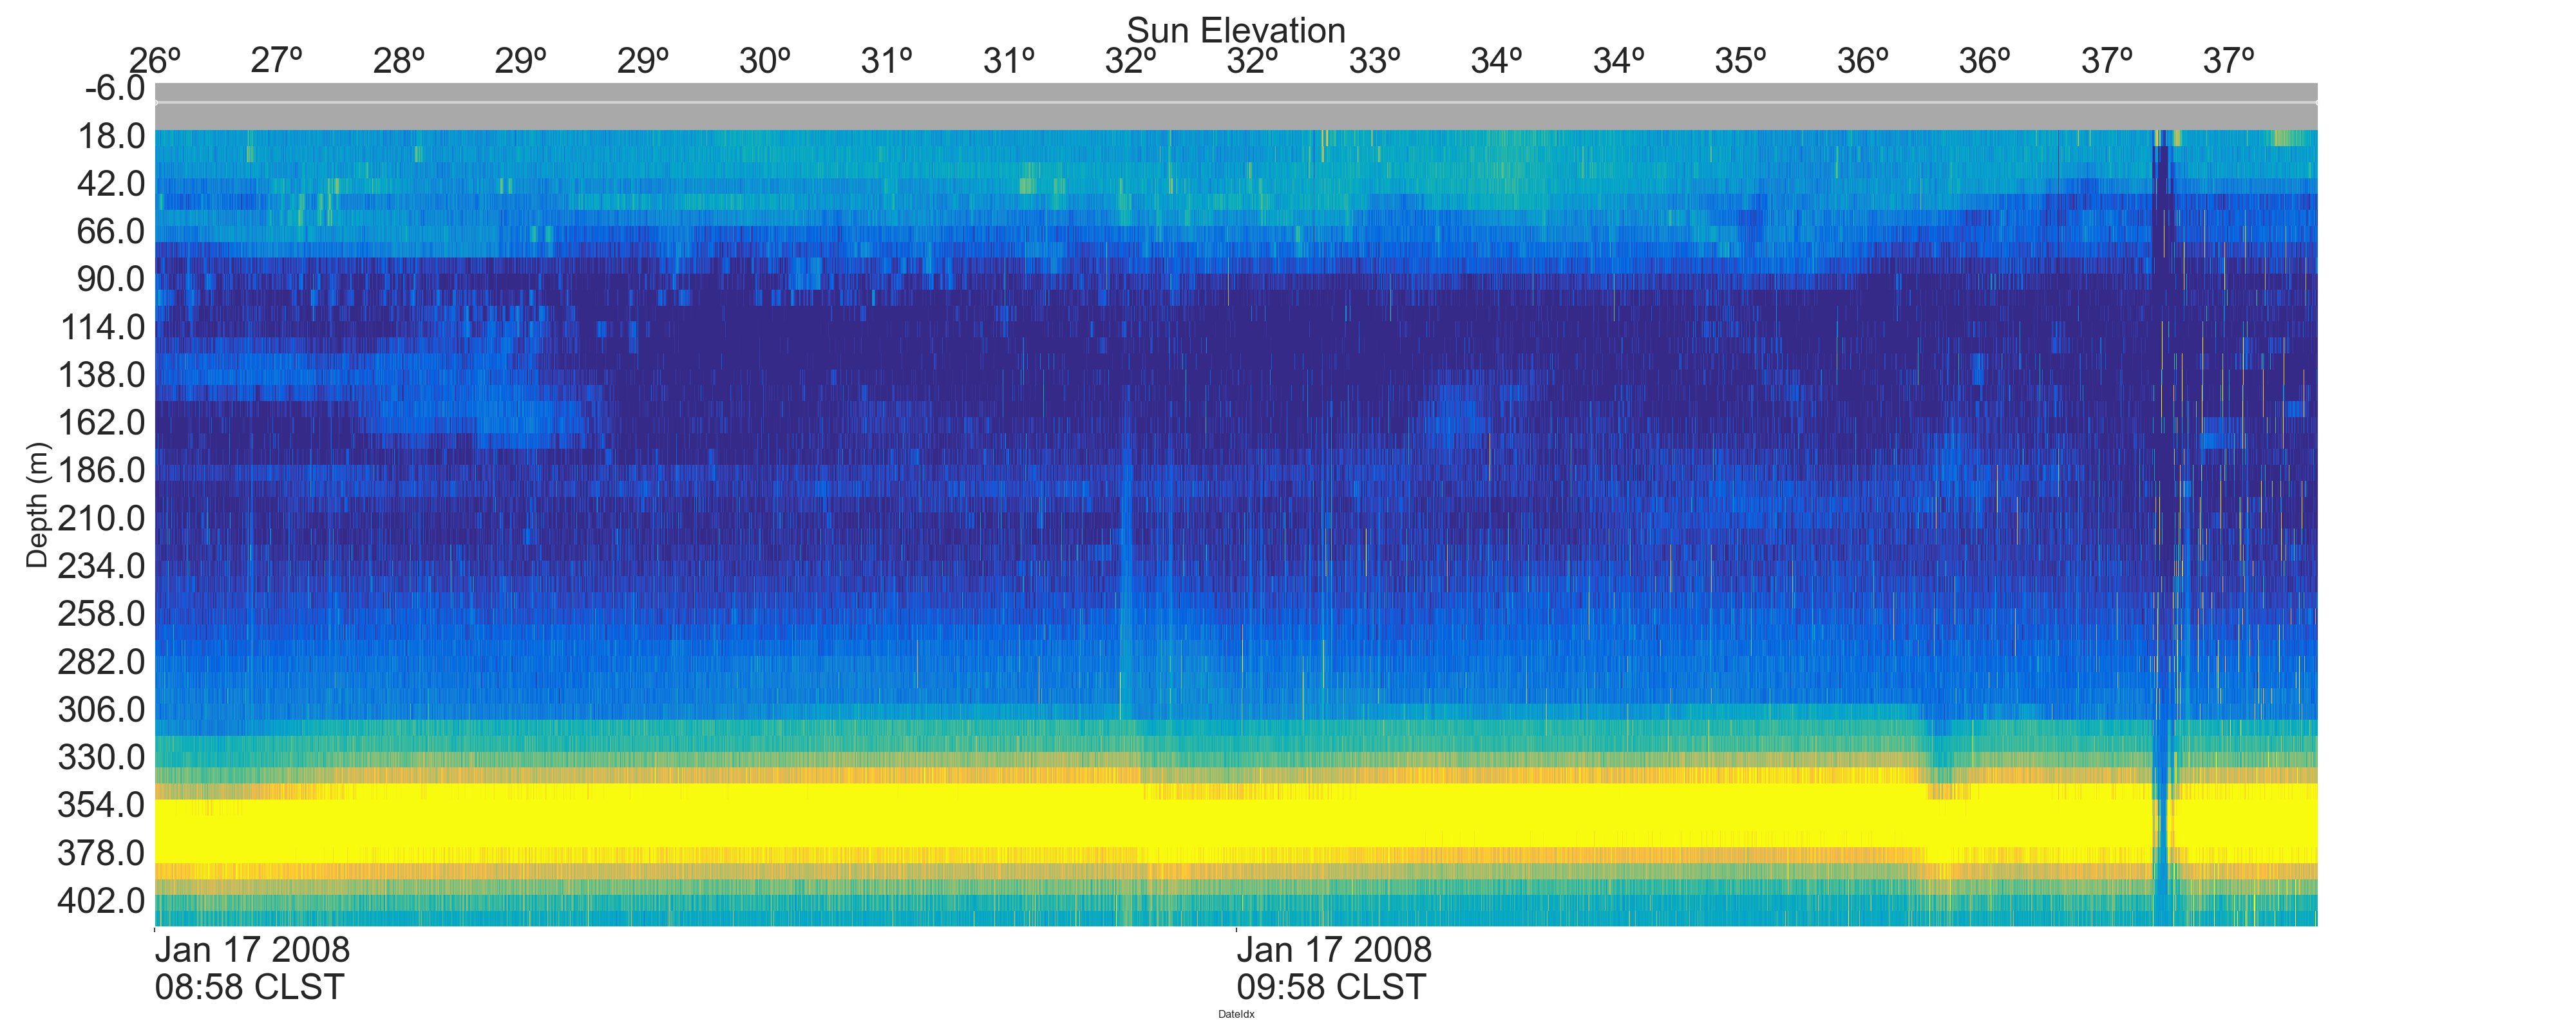 Sun Elevation
26º 27º 28º 29º 29º 30º 31º 31º 32º 32º 33º 34º 34º 35º 36º 36º 37º 37º
-6.0
18.0
42.0
66.0
90.0
114.0
138.0
162.0
186.0
210.0
234.0
258.0
282.0
306.0
330.0
354.0
378.0
402.0
Depth (m)
Jan 17 2008
08:58 CLST
Jan 17 2008
09:58 CLST
DateIdx